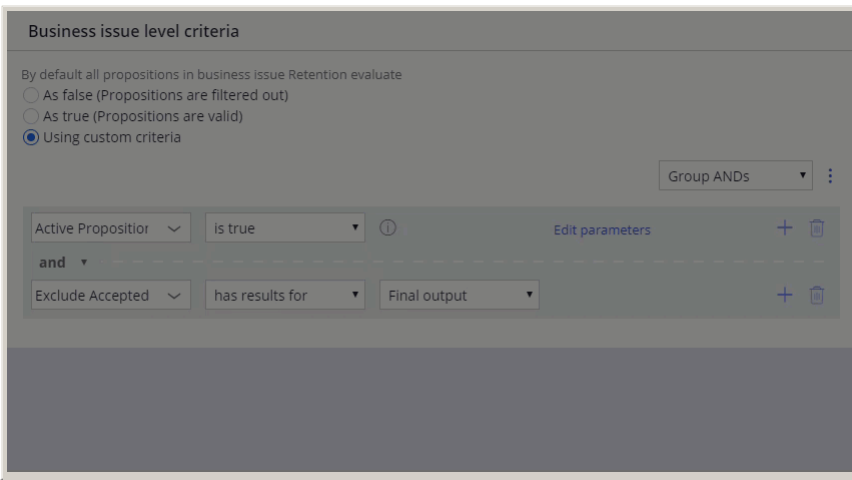 Business issue level criteria
By default all propositions in business issue Retention evaluate
As false (Propositions are filtered out)
As true (Propositions are valid)
Using custom criteria
Group ANDs
Active Proposition is true Edit parameters
and
Exclude Accepted has results for Final output